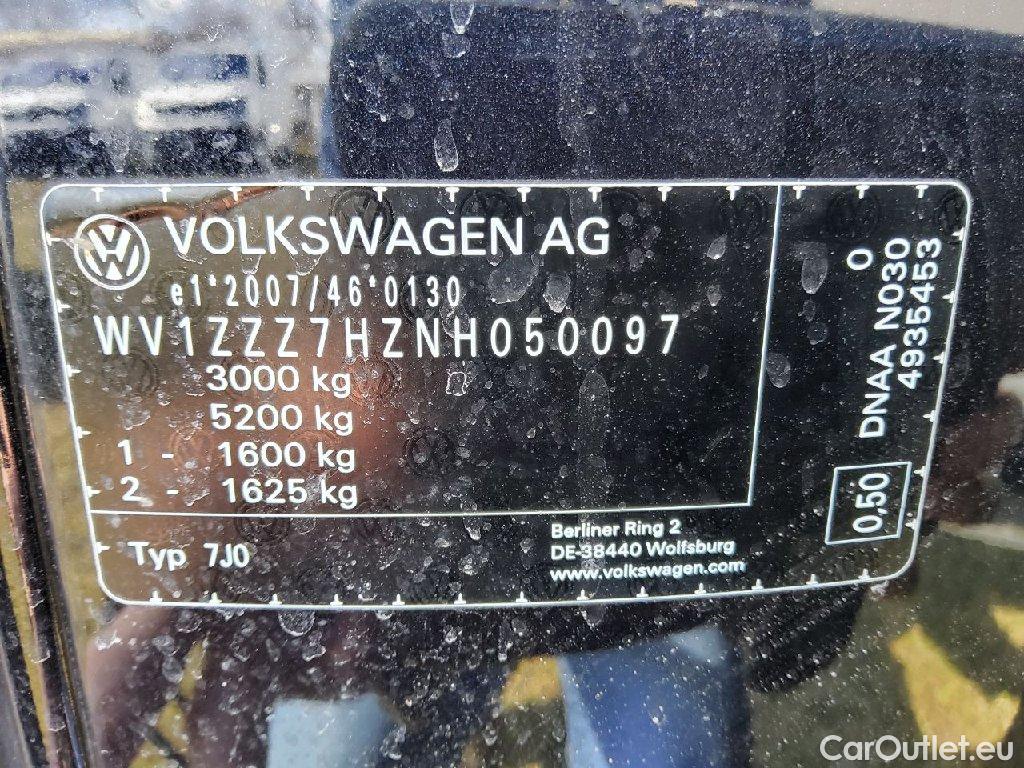 VOLKSWAGEN AG
e1*2007/46*0130
WV1ZZZ7HZNH050097
3000 kg
5200 kg
1 - 1600 kg
2 - 1625 kg
Typ 7J0
Berliner Ring 2
DE-38440 Wolfsburg
www.volkswagen.com
0
0,50 DNAA N030
4935453
CarOutlet.eu